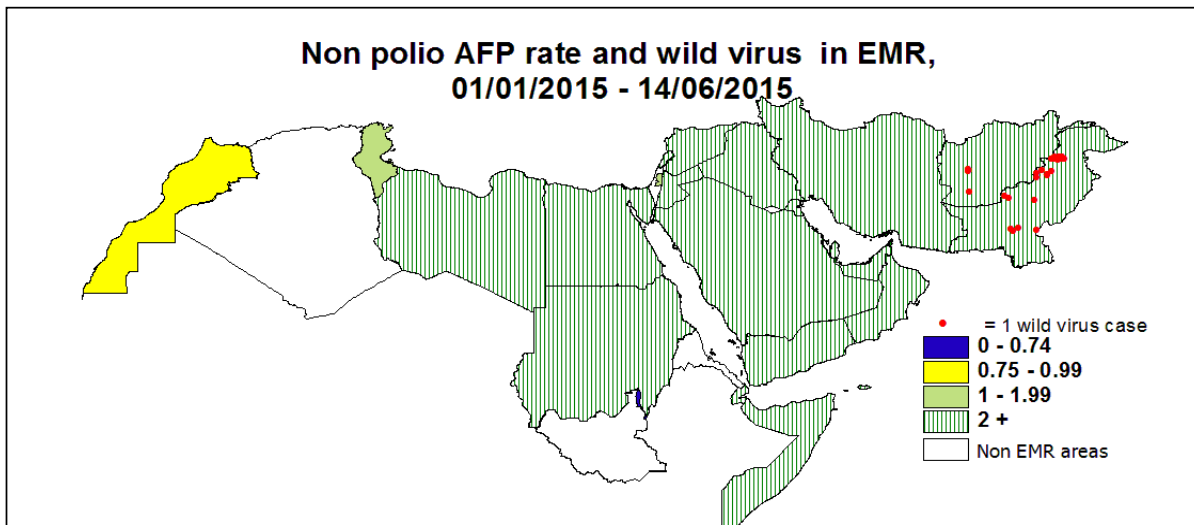 Non polio AFP rate and wild virus in EMR,
01/01/2015 - 14/06/2015
= 1 wild virus case
0 - 0.74
0.75 - 0.99
1 - 1.99
2 +
Non EMR areas